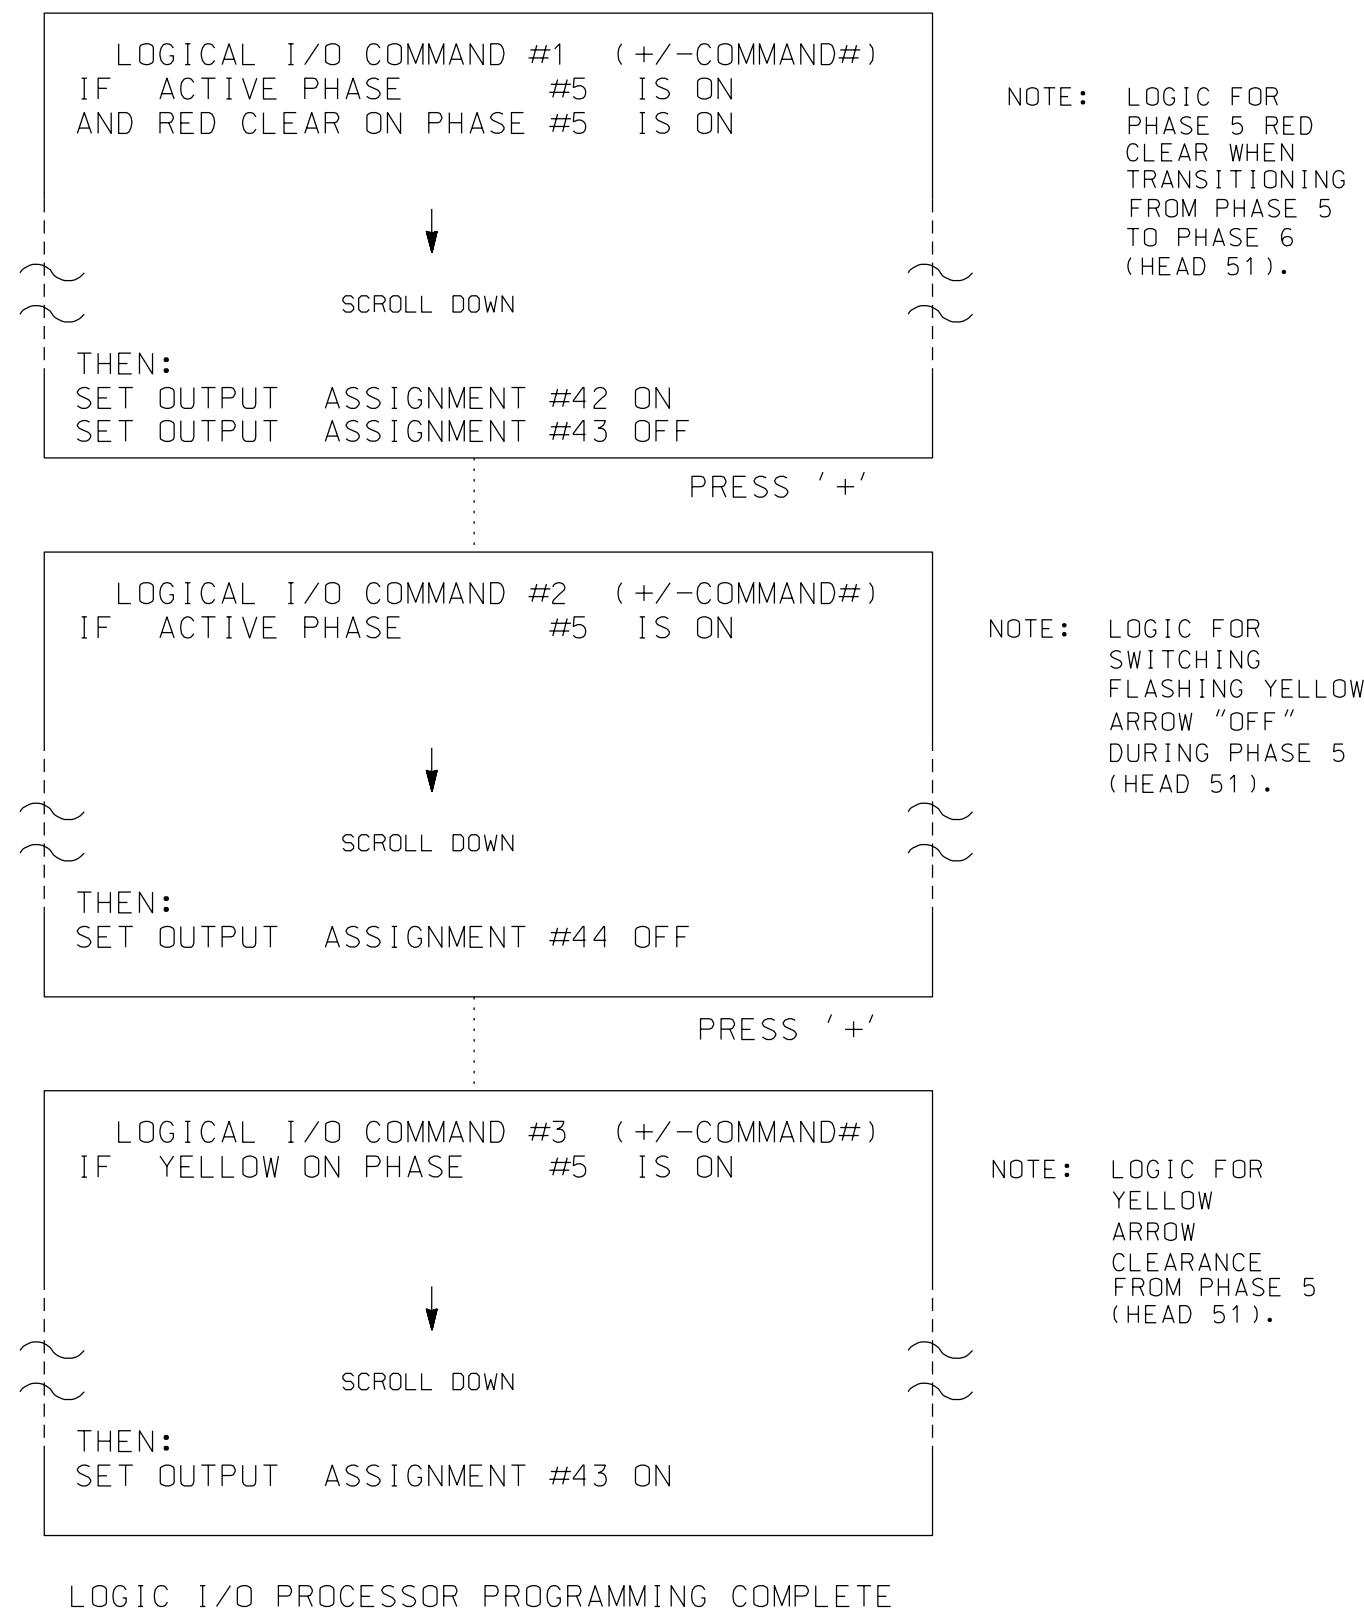 LOGICAL I/O COMMAND #1 (+/-COMMAND#)
IF ACTIVE PHASE #5 IS ON
AND RED CLEAR ON PHASE #5 IS ON
SCROLL DOWN
THEN:
SET OUTPUT ASSIGNMENT #42 ON
SET OUTPUT ASSIGNMENT #43 OFF
NOTE: LOGIC FOR
PHASE 5 RED
CLEAR WHEN
TRANSITIONING
FROM PHASE 5
TO PHASE 6
(HEAD 51).
PRESS '+'
LOGICAL I/O COMMAND #2 (+/-COMMAND#)
IF ACTIVE PHASE #5 IS ON
SCROLL DOWN
THEN:
SET OUTPUT ASSIGNMENT #44 OFF
NOTE: LOGIC FOR
SWITCHING
FLASHING YELLOW
ARROW "OFF"
DURING PHASE 5
(HEAD 51).
PRESS '+'
LOGICAL I/O COMMAND #3 (+/-COMMAND#)
IF YELLOW ON PHASE #5 IS ON
SCROLL DOWN
THEN:
SET OUTPUT ASSIGNMENT #43 ON
NOTE: LOGIC FOR
YELLOW
ARROW
CLEARANCE
FROM PHASE 5
(HEAD 51).
LOGIC I/O PROCESSOR PROGRAMMING COMPLETE